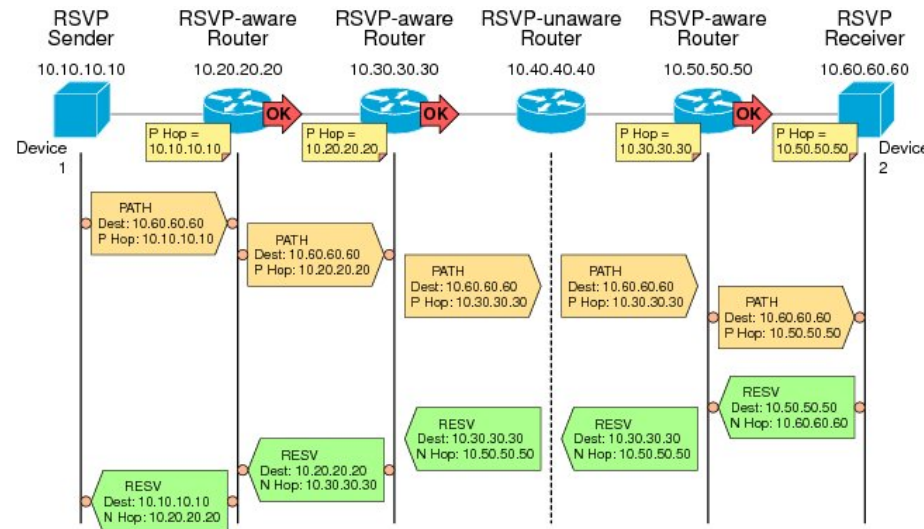 RSVP
Sender
RSVP-aware
Router
RSVP-aware
Router
RSVP-unaware
Router
RSVP-aware
Router
RSVP
Receiver
10.10.10.10
10.20.20.20
10.30.30.30
10.40.40.40
10.50.50.50
10.60.60.60
OK
OK
OK
OK
Device
1
P Hop =
10.10.10.10
P Hop =
10.20.20.20
P Hop =
10.30.30.30
P Hop =
10.50.50.50
Device
2
PATH
Dest: 10.60.60.60
P Hop: 10.10.10.10
PATH
Dest: 10.60.60.60
P Hop: 10.20.20.20
PATH
Dest: 10.60.60.60
P Hop: 10.30.30.30
PATH
Dest: 10.60.60.60
P Hop: 10.30.30.30
PATH
Dest: 10.60.60.60
P Hop: 10.50.50.50
RESV
Dest: 10.50.50.50
N Hop: 10.60.60.60
RESV
Dest: 10.30.30.30
N Hop: 10.50.50.50
RESV
Dest: 10.30.30.30
N Hop: 10.50.50.50
RESV
Dest: 10.20.20.20
N Hop: 10.30.30.30
RESV
Dest: 10.10.10.10
N Hop: 10.20.20.20